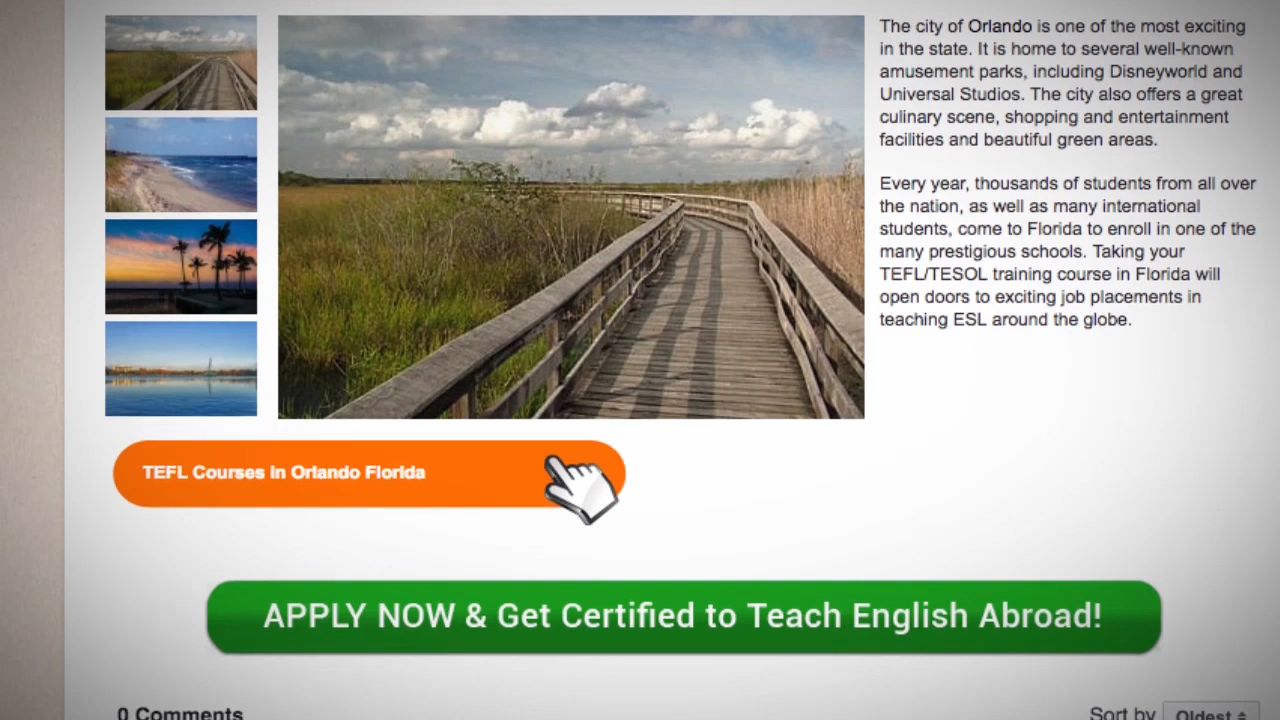 The city of Orlando is one of the most exciting
in the state. It is home to several well-known
amusement parks, including Disneyworld and
Universal Studios. The city also offers a great
culinary scene, shopping and entertainment
facilities and beautiful green areas.
Every year, thousands of students from all over
the nation, as well as many international
students, come to Florida to enroll in one of the
many prestigious schools. Taking your
TEFL/TESOL training course in Florida will
open doors to exciting job placements in
teaching ESL around the globe.
TEFL Courses In Orlando Florida
APPLY NOW & Get Certified to Teach English Abroad!
0 Comments
Sort by Oldest